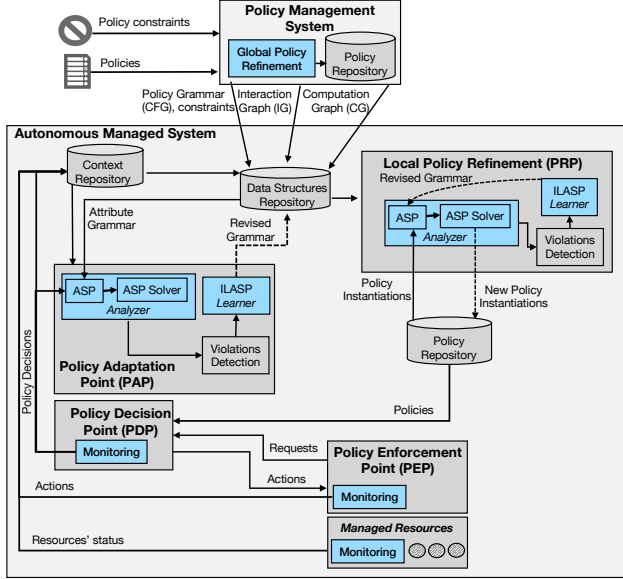 Policy constraints
Policies
Policy Management
System
Global Policy
Refinement
Policy
Repository
Policy Grammar
(CFG), constraints
Interaction
Graph (IG)
Computation
Graph (CG)
Autonomous Managed System
Context
Repository
Data Structures
Repository
Attribute
Grammar
Revised
Grammar
Local Policy Refinement (PRP)
Revised Grammar
ILASP
Learner
ASP
ASP Solver
Analyzer
Violations
Detection
Policy
Instantiations
New Policy
Instantiations
Policy
Repository
ASP
ASP Solver
Analyzer
ILASP
Learner
Violations
Detection
Policy Adaptation
Point (PAP)
Policy Decisions
Policies
Policy Decision
Point (PDP)
Monitoring
Requests
Actions
Policy Enforcement
Point (PEP)
Monitoring
Actions
Managed Resources
Monitoring
Resources' status